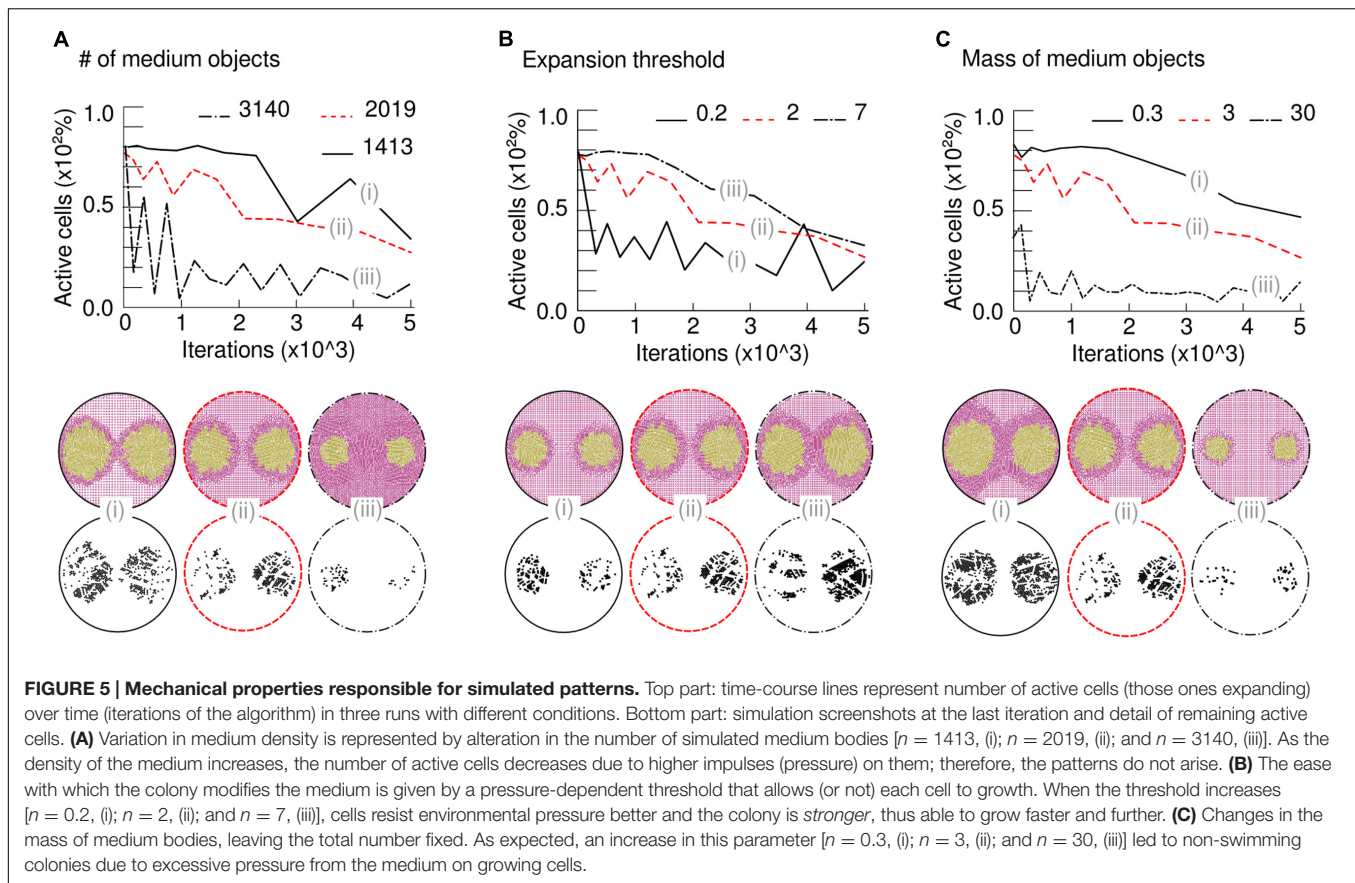 A
# of medium objects
1.0
0.5
0.0
Active cells (x10²%)
3140
2019
1413
(i)
(ii)
(iii)
0 1 2 3 4 5
Iterations (x10^3)
(i) (ii) (iii)
B
Expansion threshold
1.0
0.5
0.0
Active cells (x10²%)
0.2 2 7
(iii)
(ii)
(i)
0 1 2 3 4 5
Iterations (x10^3)
(i) (ii) (iii)
C
Mass of medium objects
1.0
0.5
0.0
Active cells (x10²%)
0.3 3 30
(i)
(ii)
(iii)
0 1 2 3 4 5
Iterations (x10^3)
(i) (ii) (iii)
FIGURE 5 | Mechanical properties responsible for simulated patterns. Top part: time-course lines represent number of active cells (those ones expanding)
over time (iterations of the algorithm) in three runs with different conditions. Bottom part: simulation screenshots at the last iteration and detail of remaining active
cells. (A) Variation in medium density is represented by alteration in the number of simulated medium bodies [n = 1413, (i); n = 2019, (ii); and n = 3140, (iii)]. As the
density of the medium increases, the number of active cells decreases due to higher impulses (pressure) on them; therefore, the patterns do not arise. (B) The ease
with which the colony modifies the medium is given by a pressure-dependent threshold that allows (or not) each cell to growth. When the threshold increases
[n = 0.2, (i); n = 2, (ii); and n = 7, (iii)], cells resist environmental pressure better and the colony is stronger, thus able to grow faster and further. (C) Changes in the
mass of medium bodies, leaving the total number fixed. As expected, an increase in this parameter [n = 0.3, (i); n = 3, (ii); and n = 30, (iii)] led to non-swimming
colonies due to excessive pressure from the medium on growing cells.